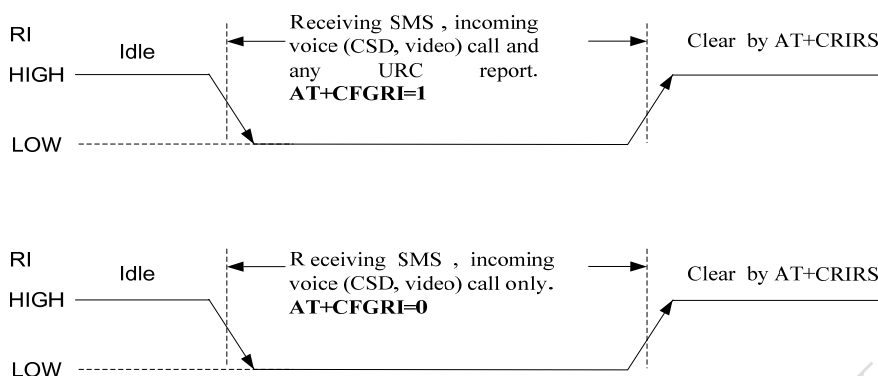 RI
Idle
Receiving SMS , incoming
voice (CSD, video) call and
any URC report.
AT+CFGRI=1
Clear by AT+CRIRS
HIGH
LOW
RI
Idle
R eceiving SMS , incoming
voice (CSD, video) call only.
AT+CFGRI=0
Clear by AT+CRIRS
HIGH
LOW